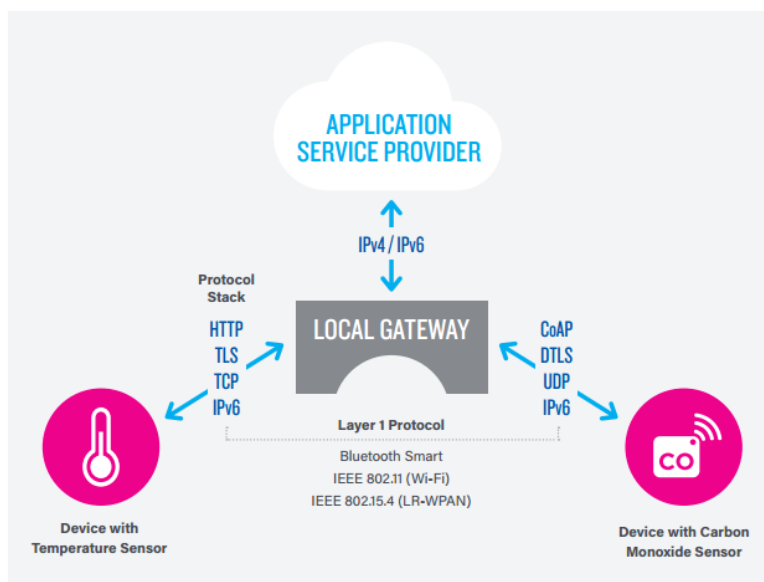 APPLICATION
SERVICE PROVIDER
IPv4 / IPv6
Protocol
Stack
HTTP
TLS
TCP
IPv6
LOCAL GATEWAY
CoAP
DTLS
UDP
IPv6
Layer 1 Protocol
Bluetooth Smart
IEEE 802.11 (Wi-Fi)
IEEE 802.15.4 (LR-WPAN)
CO
Device with
Temperature Sensor
Device with Carbon
Monoxide Sensor